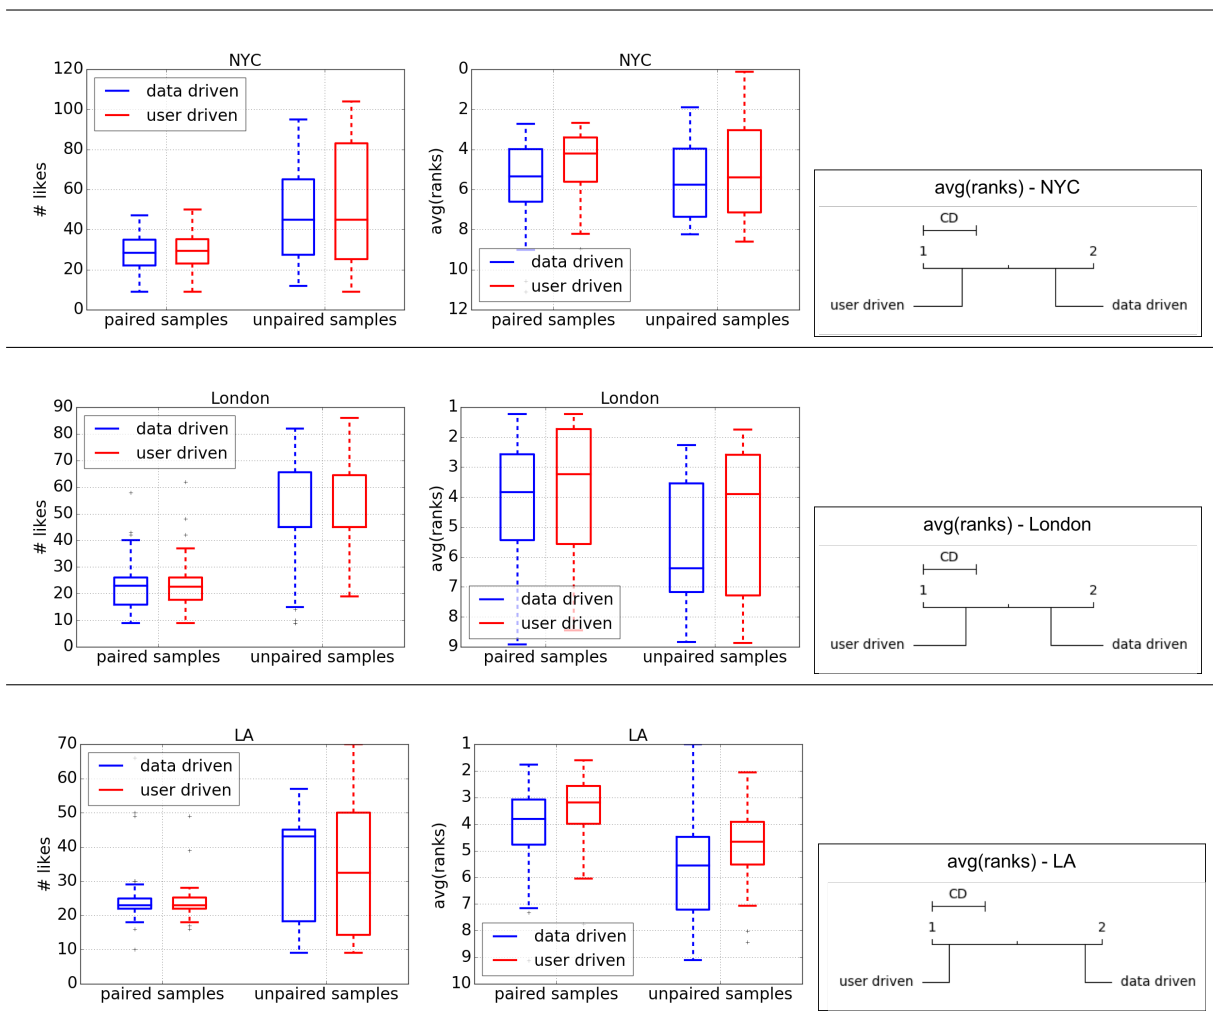 NYC
120
100
80
60
40
20
0
# likes
data driven
user driven
paired samples unpaired samples
NYC
0
2
4
6
8
10
12
avg(ranks)
data driven
user driven
paired samples unpaired samples
avg(ranks) - NYC
CD
1 2
user driven data driven
London
90
80
70
60
50
40
30
20
10
0
# likes
data driven
user driven
paired samples unpaired samples
London
1
2
3
4
5
6
7
8
9
avg(ranks)
data driven
user driven
paired samples unpaired samples
avg(ranks) - London
CD
1 2
user driven data driven
LA
70
60
50
40
30
20
10
0
# likes
data driven
user driven
paired samples unpaired samples
LA
1
2
3
4
5
6
7
8
9
10
avg(ranks)
data driven
user driven
paired samples unpaired samples
avg(ranks) - LA
CD
1 2
user driven data driven